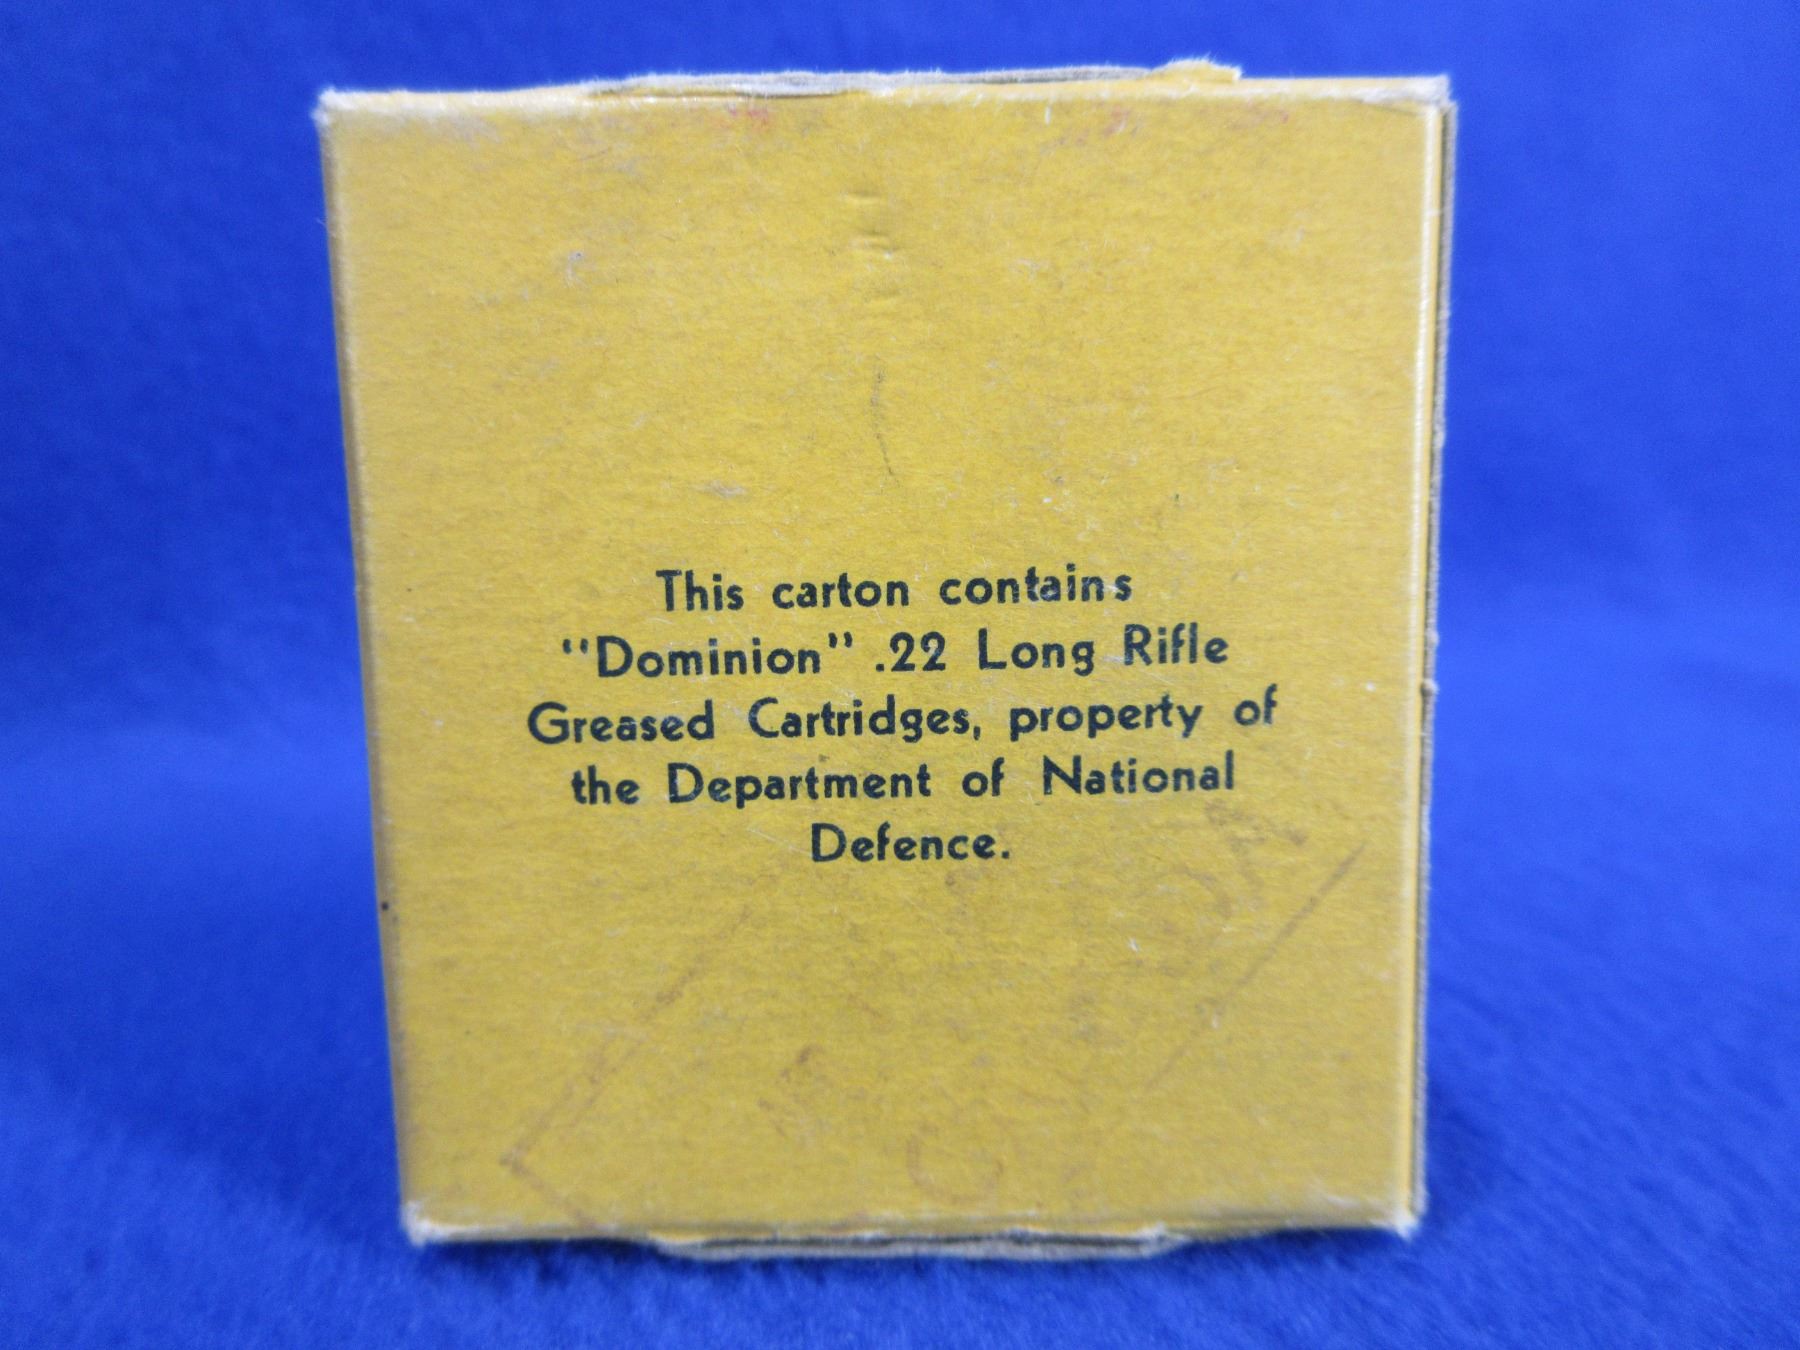 This carton contains
"Dominion" .22 Long Rifle
Greased Cartridges, property of
the Department of National
Defence.